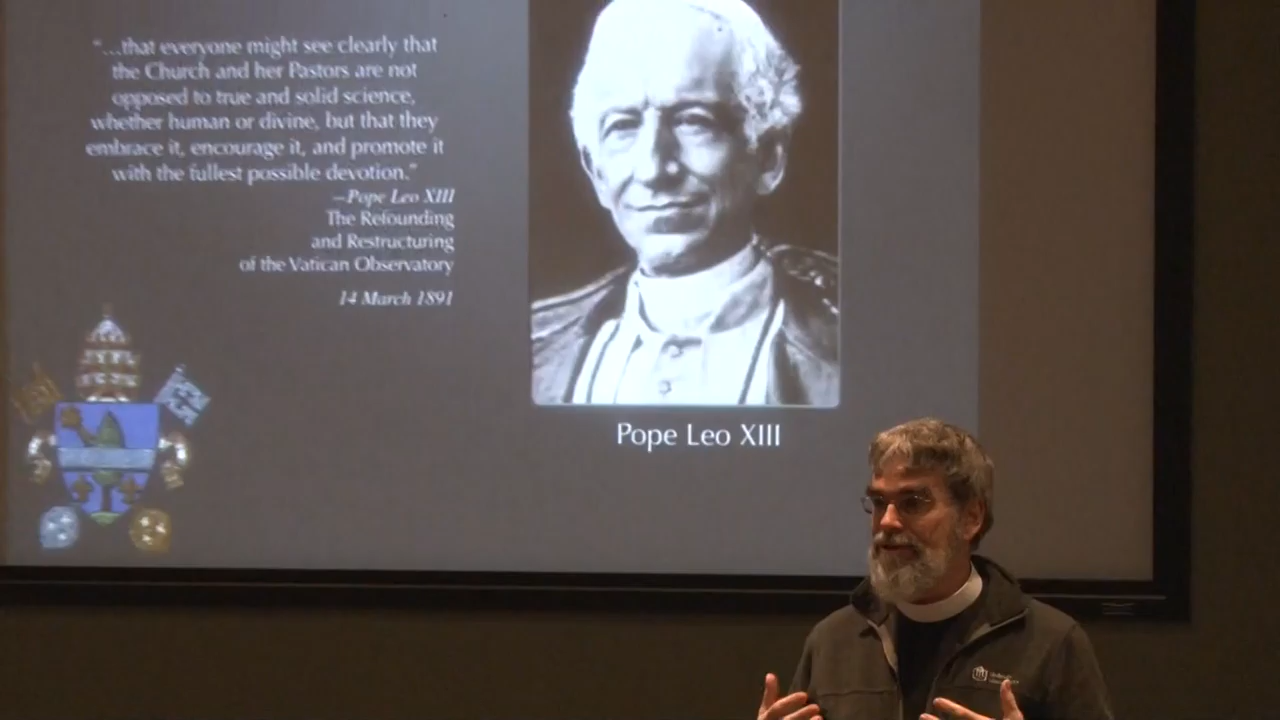 “...that everyone might see clearly that
the Church and her Pastors are not
opposed to true and solid science,
whether human or divine, but that they
embrace it, encourage it, and promote it
with the fullest possible devotion.”
—Pope Leo XIII
The Refounding
and Restructuring
of the Vatican Observatory
14 March 1891
Pope Leo XIII